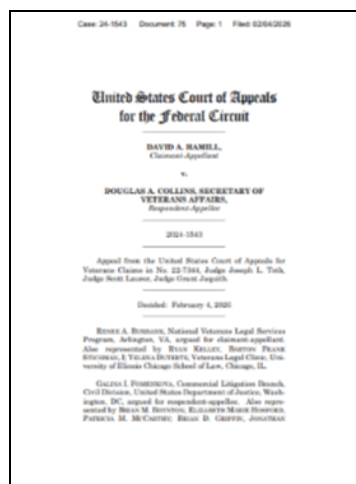 Case: 24-1543 Document: 75 Page: 1 Filed: 02/04/2026
United States Court of Appeals
for the Federal Circuit
DAVID A. HAMILL,
Claimant-Appellant
v.
DOUGLAS A. COLLINS, SECRETARY OF
VETERANS AFFAIRS,
Respondent-Appellee
2024-1543
Appeal from the United States Court of Appeals for
Veterans Claims in No. 22-7344, Judge Joseph L. Toth,
Judge Scott Laurer, Judge Grant Jaquith.
Decided: February 4, 2026
RENEE A. BURBANK, National Veterans Legal Services
Program, Arlington, VA, argued for claimant-appellant.
Also represented by BARTON FRANK
STICHMAN, Veterans Legal Clinic, Uni-
versity of Illinois Chicago School of Law, Chicago, IL.
GALINA I. FOMENKOVA, Commercial Litigation Branch,
Civil Division, United States Department of Justice, Wash-
ington, DC, argued for respondent-appellee. Also repre-
sented by BRIAN M. BOYNTON, ELIZABETH MARIE HOSFORD,
PATRICIA M. MCCARTHY; BRIAN D. GRIFFIN, JONATHAN